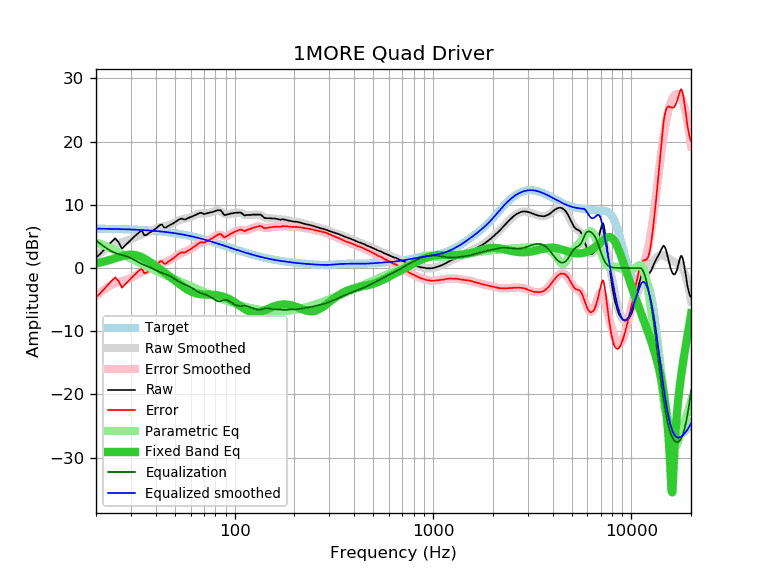 1MORE Quad Driver
30
20
10
0
−10
−20
−30
Amplitude (dBr)
Target
Raw Smoothed
Error Smoothed
Raw
Error
Parametric Eq
Fixed Band Eq
Equalization
Equalized smoothed
100
1000
10000
Frequency (Hz)